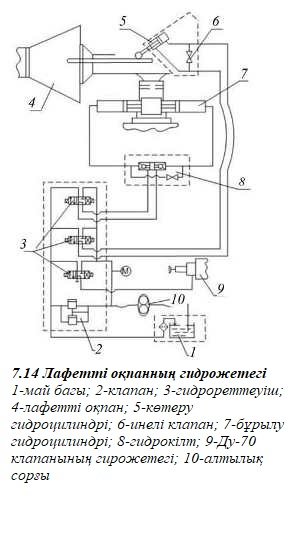 5
6
4
7
8
3
М
9
10
2
1
7.14 Лафетті оқпанның гидрожетегі
1-май бағы; 2-клапан; 3-гидрореттеуіш;
4-лафетті оқпан; 5-көтеру
гидроцилиндрі; 6-инелі клапан; 7-бұрылу
гидроцилиндрі; 8-гидрокілт; 9-Ду-70
клапанының гирожетегі; 10-алтылық
сорғы